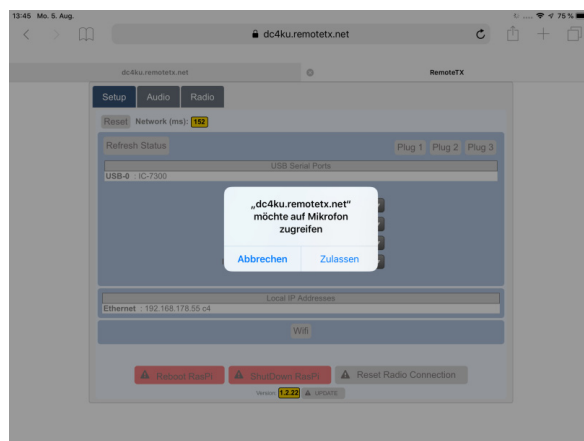 13:45 Mo. 5. Aug.
75 %
dc4ku.remotetx.net
dc4ku.remotetx.net
RemoteTX
Setup Audio Radio
Reset Network (ms): 152
Refresh Status
Plug 1 Plug 2 Plug 3
USB Serial Ports
USB-0 : IC-7300
„dc4ku.remotetx.net“
möchte auf Mikrofon
zugreifen
Abbrechen Zulassen
Local IP Addresses
Ethernet : 192.168.178.55 c4
Wifi
Reboot RasPi ShutDown RasPi Reset Radio Connection
Version: 1.2.22 UPDATE